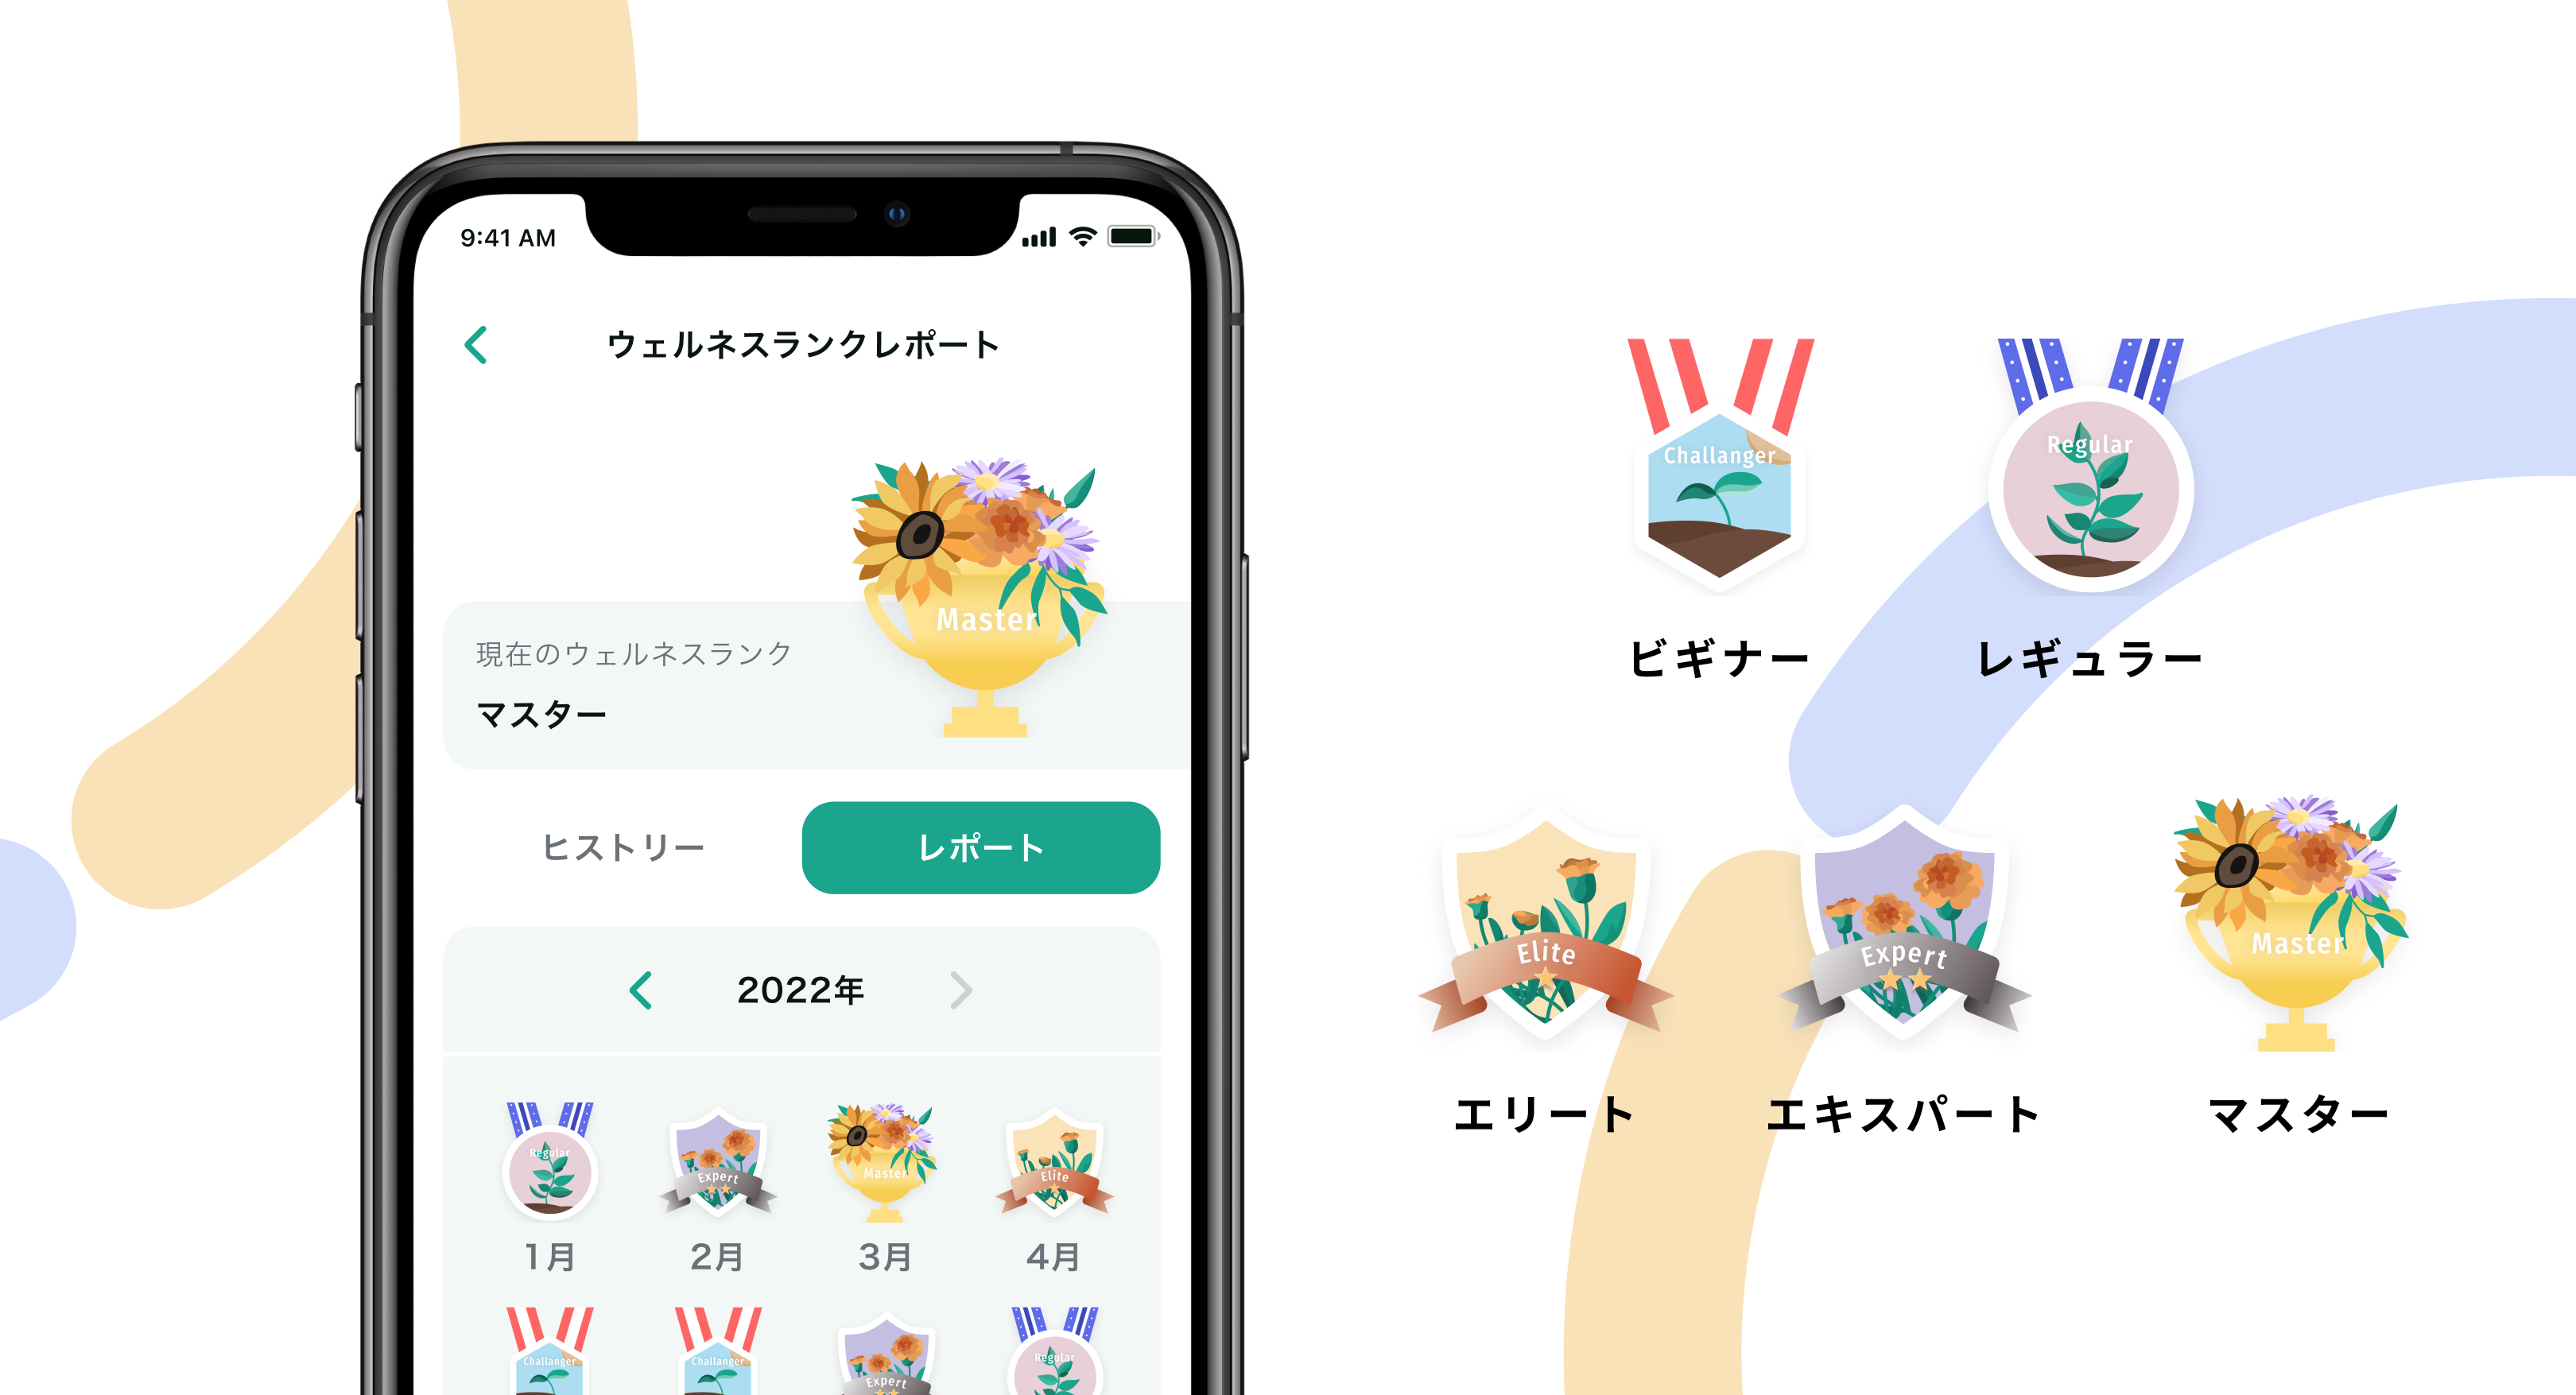 9:41 AM
ウェルネスランクレポート
Master
現在のウェルネスランク
マスター
ヒストリー
レポート
2022年
Regular
Expert
Master
Elite
1月
2月
3月
4月
Challanger
Challanger
Expert
Regular
Challanger
Regular
ビギナー
レギュラー
Elite
Expert
Master
エリート
エキスパート
マスター